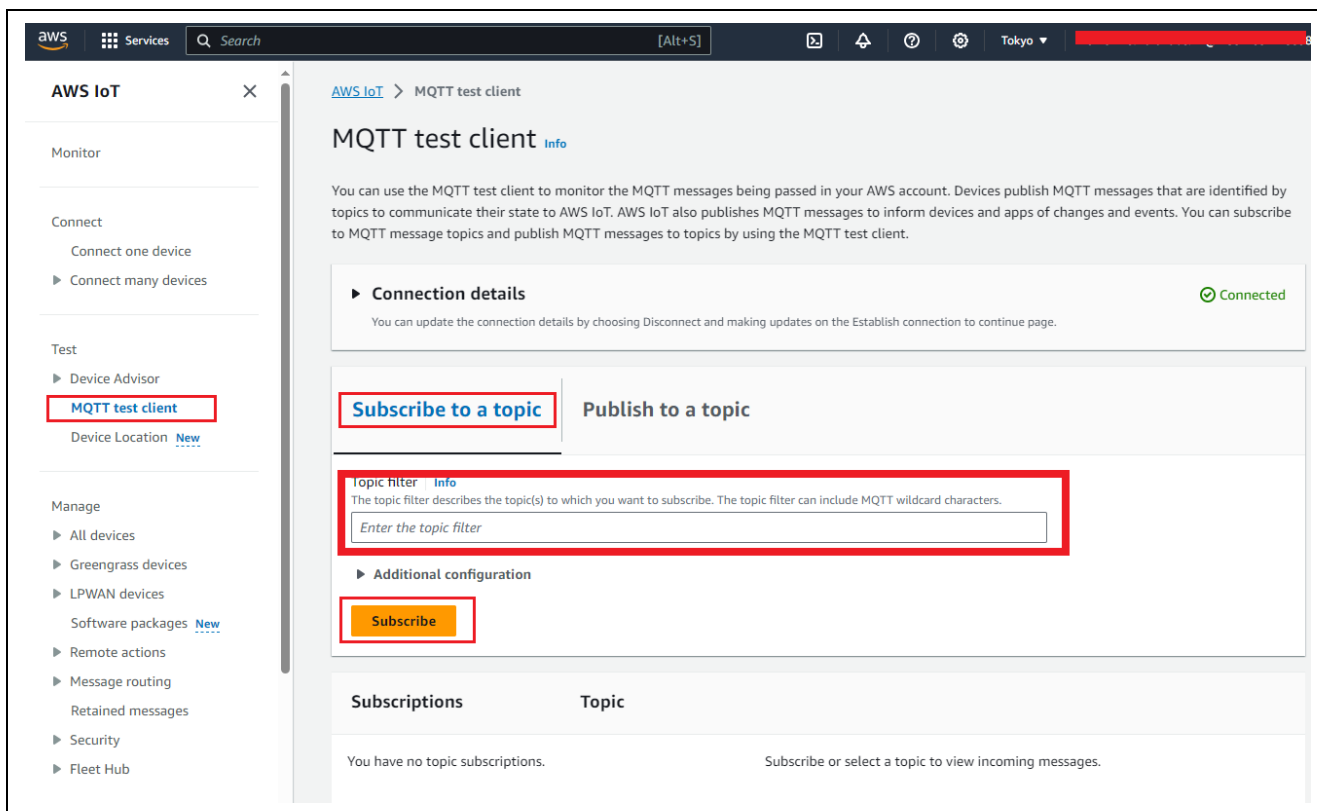 aws
Services
Search
[Alt+S]
Tokyo
8
AWS IoT
Monitor
Connect
Connect one device
Connect many devices
Test
Device Advisor
MQTT test client
Device Location New
Manage
All devices
Greengrass devices
LPWAN devices
Software packages New
Remote actions
Message routing
Retained messages
Security
Fleet Hub
AWS IoT > MQTT test client
MQTT test client Info
You can use the MQTT test client to monitor the MQTT messages being passed in your AWS account. Devices publish MQTT messages that are identified by
topics to communicate their state to AWS IoT. AWS IoT also publishes MQTT messages to inform devices and apps of changes and events. You can subscribe
to MQTT message topics and publish MQTT messages to topics by using the MQTT test client.
Connection details
Connected
You can update the connection details by choosing Disconnect and making updates on the Establish connection to continue page.
Subscribe to a topic
Publish to a topic
Topic filter Info
The topic filter describes the topic(s) to which you want to subscribe. The topic filter can include MQTT wildcard characters.
Enter the topic filter
Additional configuration
Subscribe
Subscriptions
Topic
You have no topic subscriptions.
Subscribe or select a topic to view incoming messages.